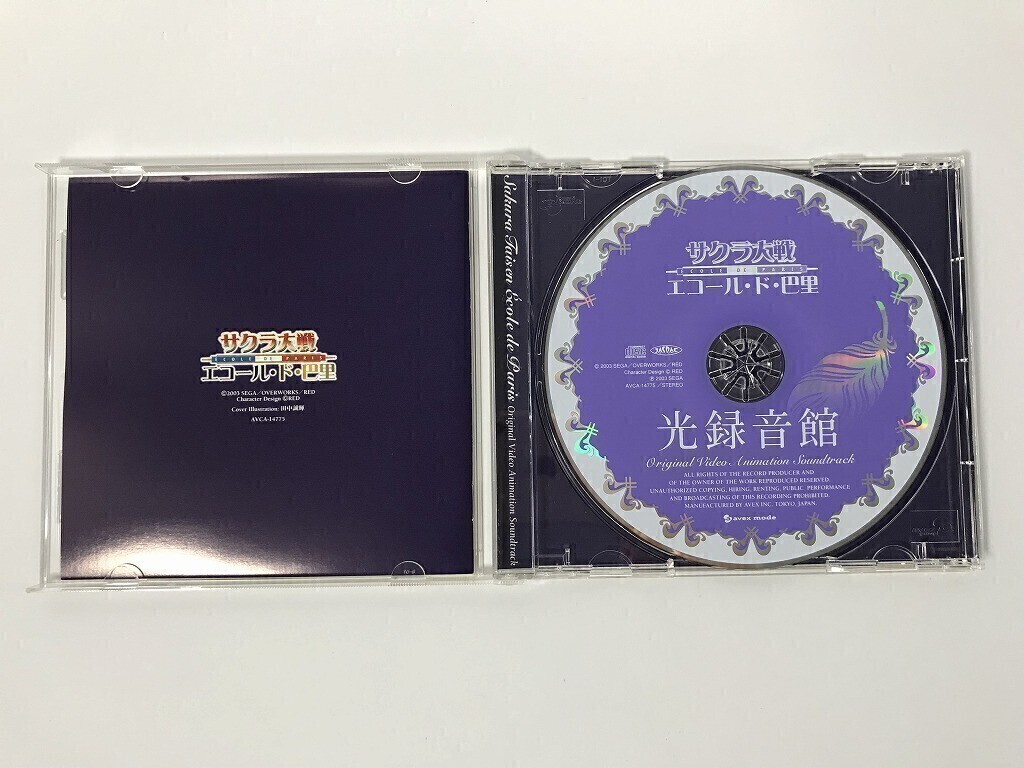 サクラ大戦
ECOLE DE PARIS
エコール・ド・巴里
©2003 SEGA/OVERWORKS/RED
Character Design ©RED
Cover Illustration: 田中誠輝
AVCA-14775
Sakura Taisen École de Paris Original Video Animation Soundtrack
サクラ大戦
ECOLE DE PARIS
エコール・ド・巴里
COMPACT disc DIGITAL AUDIO
JASRAC
© 2003 SEGA/OVERWORKS/RED
Character Design © RED
℗ 2003 SEGA
AVCA-14775/STEREO
光録音館
Original Video Animation Soundtrack
ALL RIGHTS OF THE RECORD PRODUCER AND
OF THE OWNER OF THE WORK REPRODUCED RESERVED.
UNAUTHORIZED COPYING, HIRING, RENTING, PUBLIC PERFORMANCE
AND BROADCASTING OF THIS RECORDING PROHIBITED.
MANUFACTURED BY AVEX INC. TOKYO, JAPAN.
avex mode